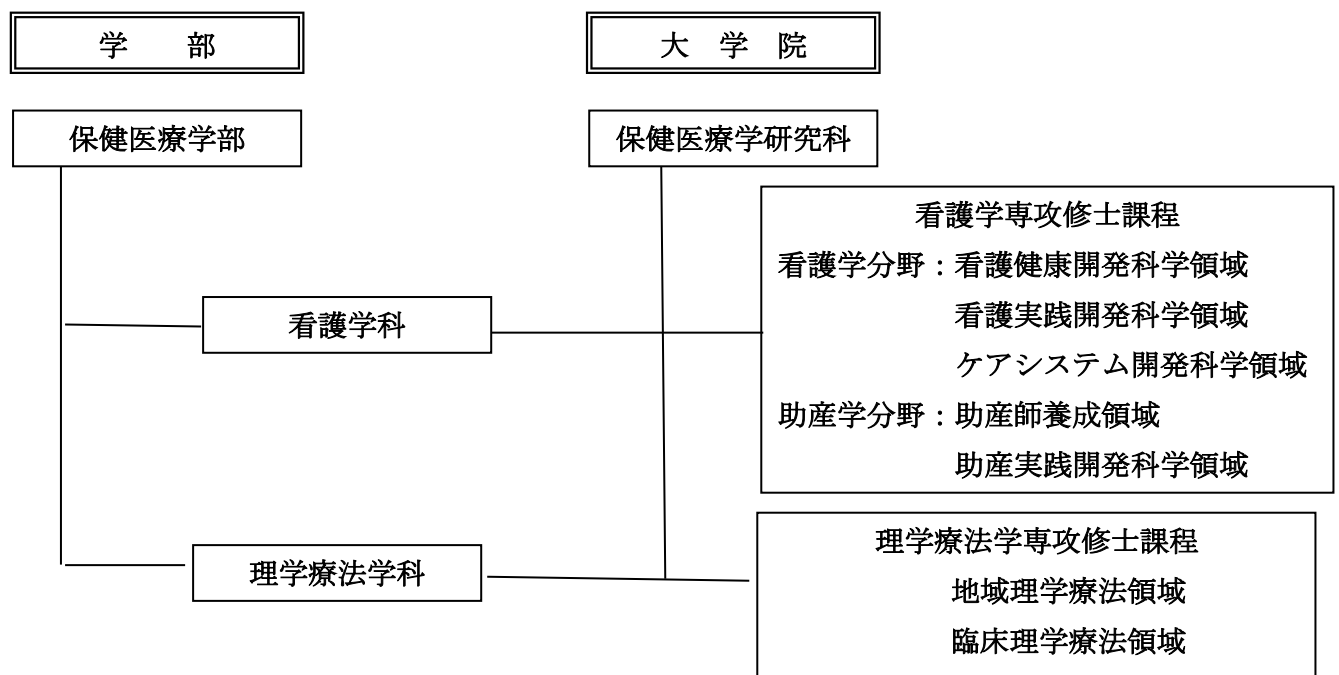 学　　部
大　学　院
保健医療学部
保健医療学研究科
看護学専攻修士課程
看護学分野：看護健康開発科学領域
看護実践開発科学領域
ケアシステム開発科学領域
助産学分野：助産師養成領域
助産実践開発科学領域
看護学科
理学療法学科
理学療法学専攻修士課程
地域理学療法領域
臨床理学療法領域